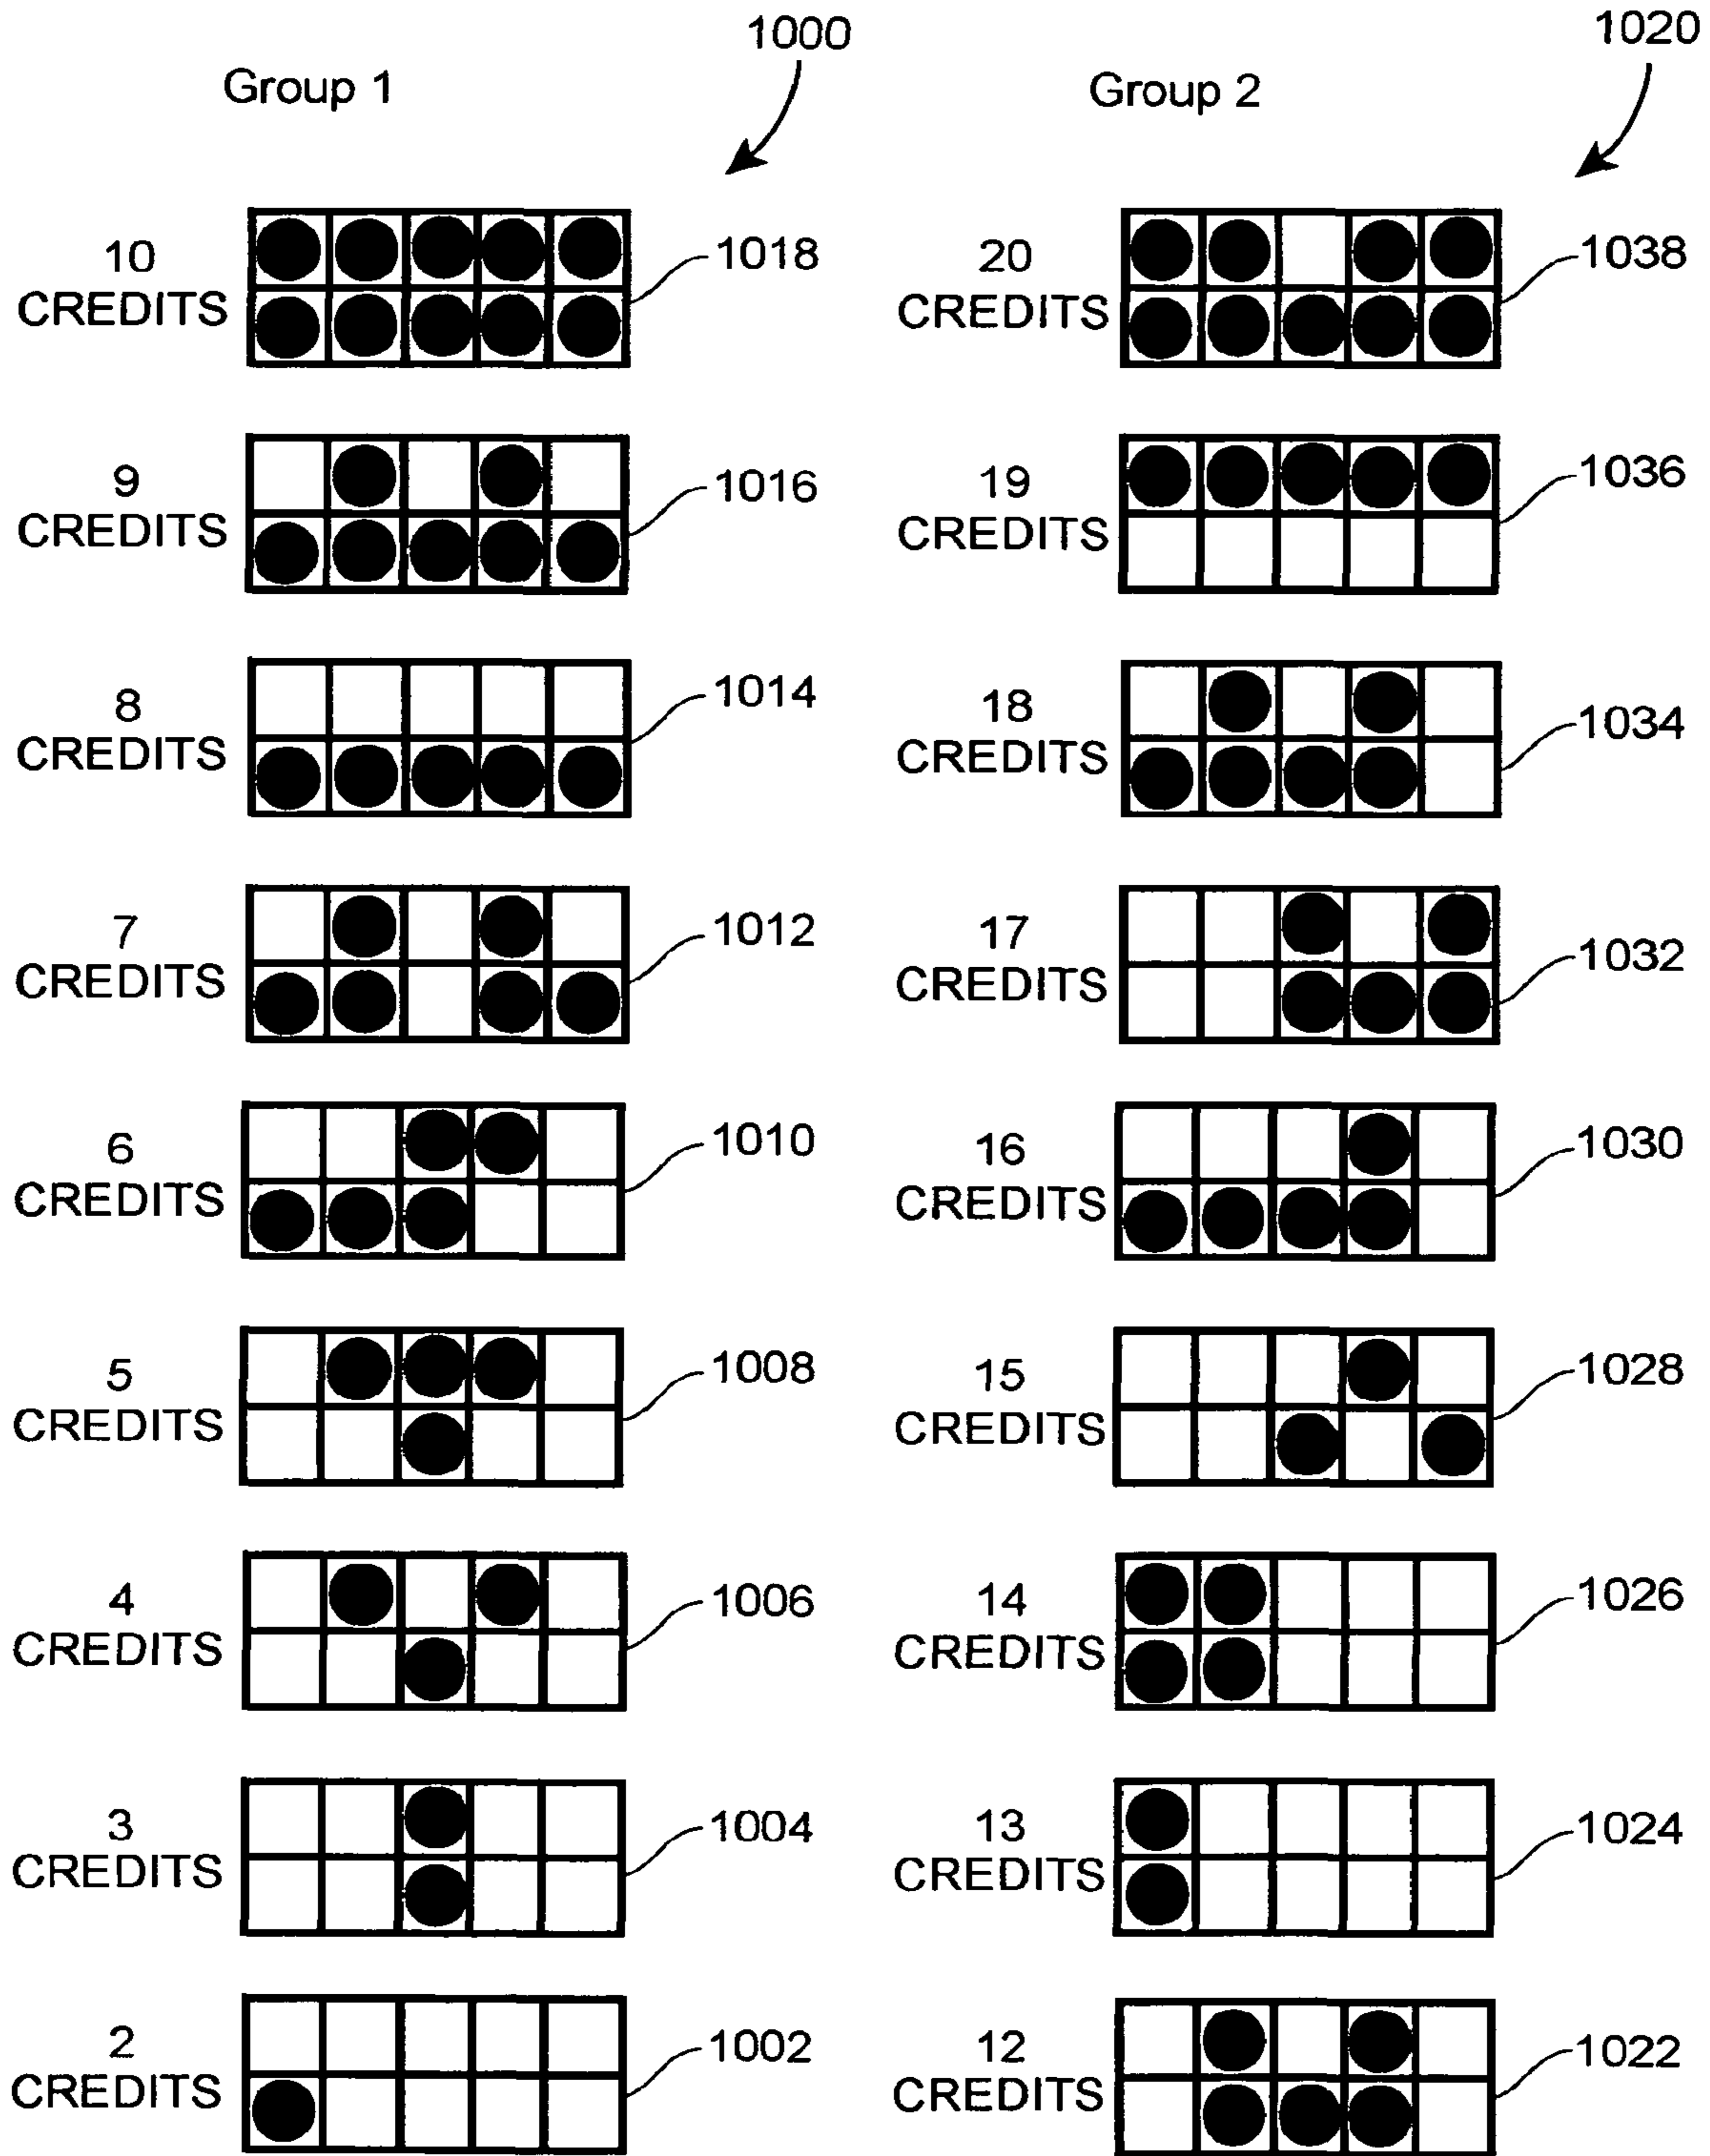 1000
1020
Group 1
Group 2
10
CREDITS
1018
20
CREDITS
1038
9
CREDITS
1016
19
CREDITS
1036
8
CREDITS
1014
18
CREDITS
1034
7
CREDITS
1012
17
CREDITS
1032
6
CREDITS
1010
16
CREDITS
1030
5
CREDITS
1008
15
CREDITS
1028
4
CREDITS
1006
14
CREDITS
1026
3
CREDITS
1004
13
CREDITS
1024
2
CREDITS
1002
12
CREDITS
1022